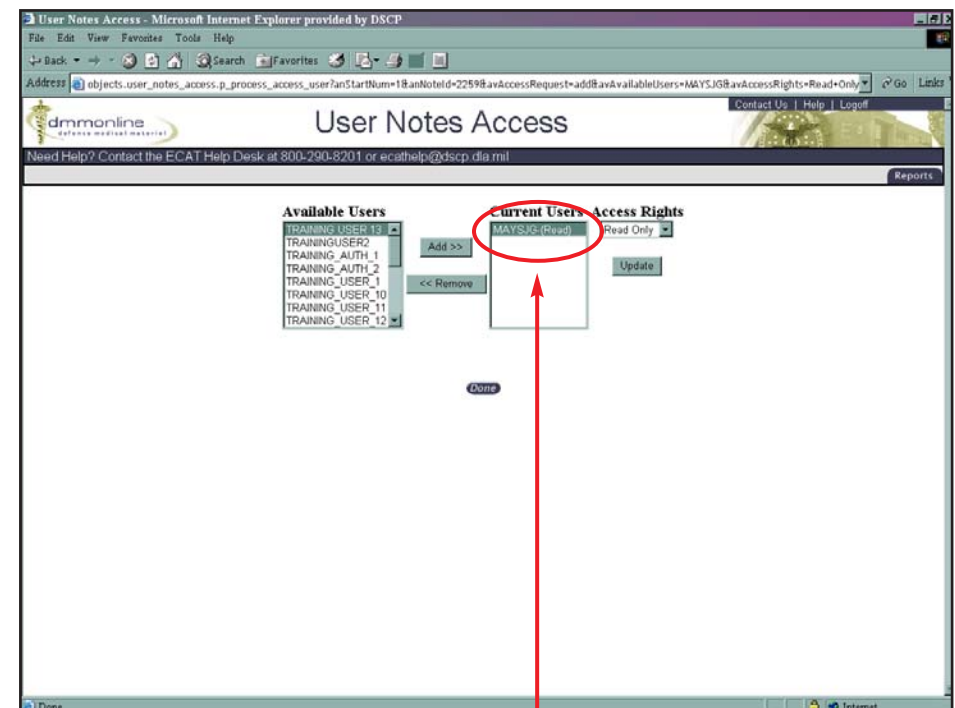 User Notes Access - Microsoft Internet Explorer provided by DSCP
File Edit View Favorites Tools Help
Back Search Favorites
Address objects.user_notes_access.p_process_access_user?anStartNum=1&anNoteId=2259&avAccessRequest=add&avAvailableUsers=MAYSJG&avAccessRights=Read+Only Go Links
Contact Us | Help | Logoff
dmmonline
defense medical materiel
User Notes Access
Need Help? Contact the ECAT Help Desk at 800-290-8201 or ecathelp@dscp.dla.mil
Reports
Available Users Current Users Access Rights
TRAINING USER 13
TRAININGUSER2
TRAINING_AUTH_1
TRAINING_AUTH_2
TRAINING_USER_1
TRAINING_USER_10
TRAINING_USER_11
TRAINING_USER_12
Add >>
<< Remove
MAYSJG-(Read)
Read Only
Update
Done
Done Internet